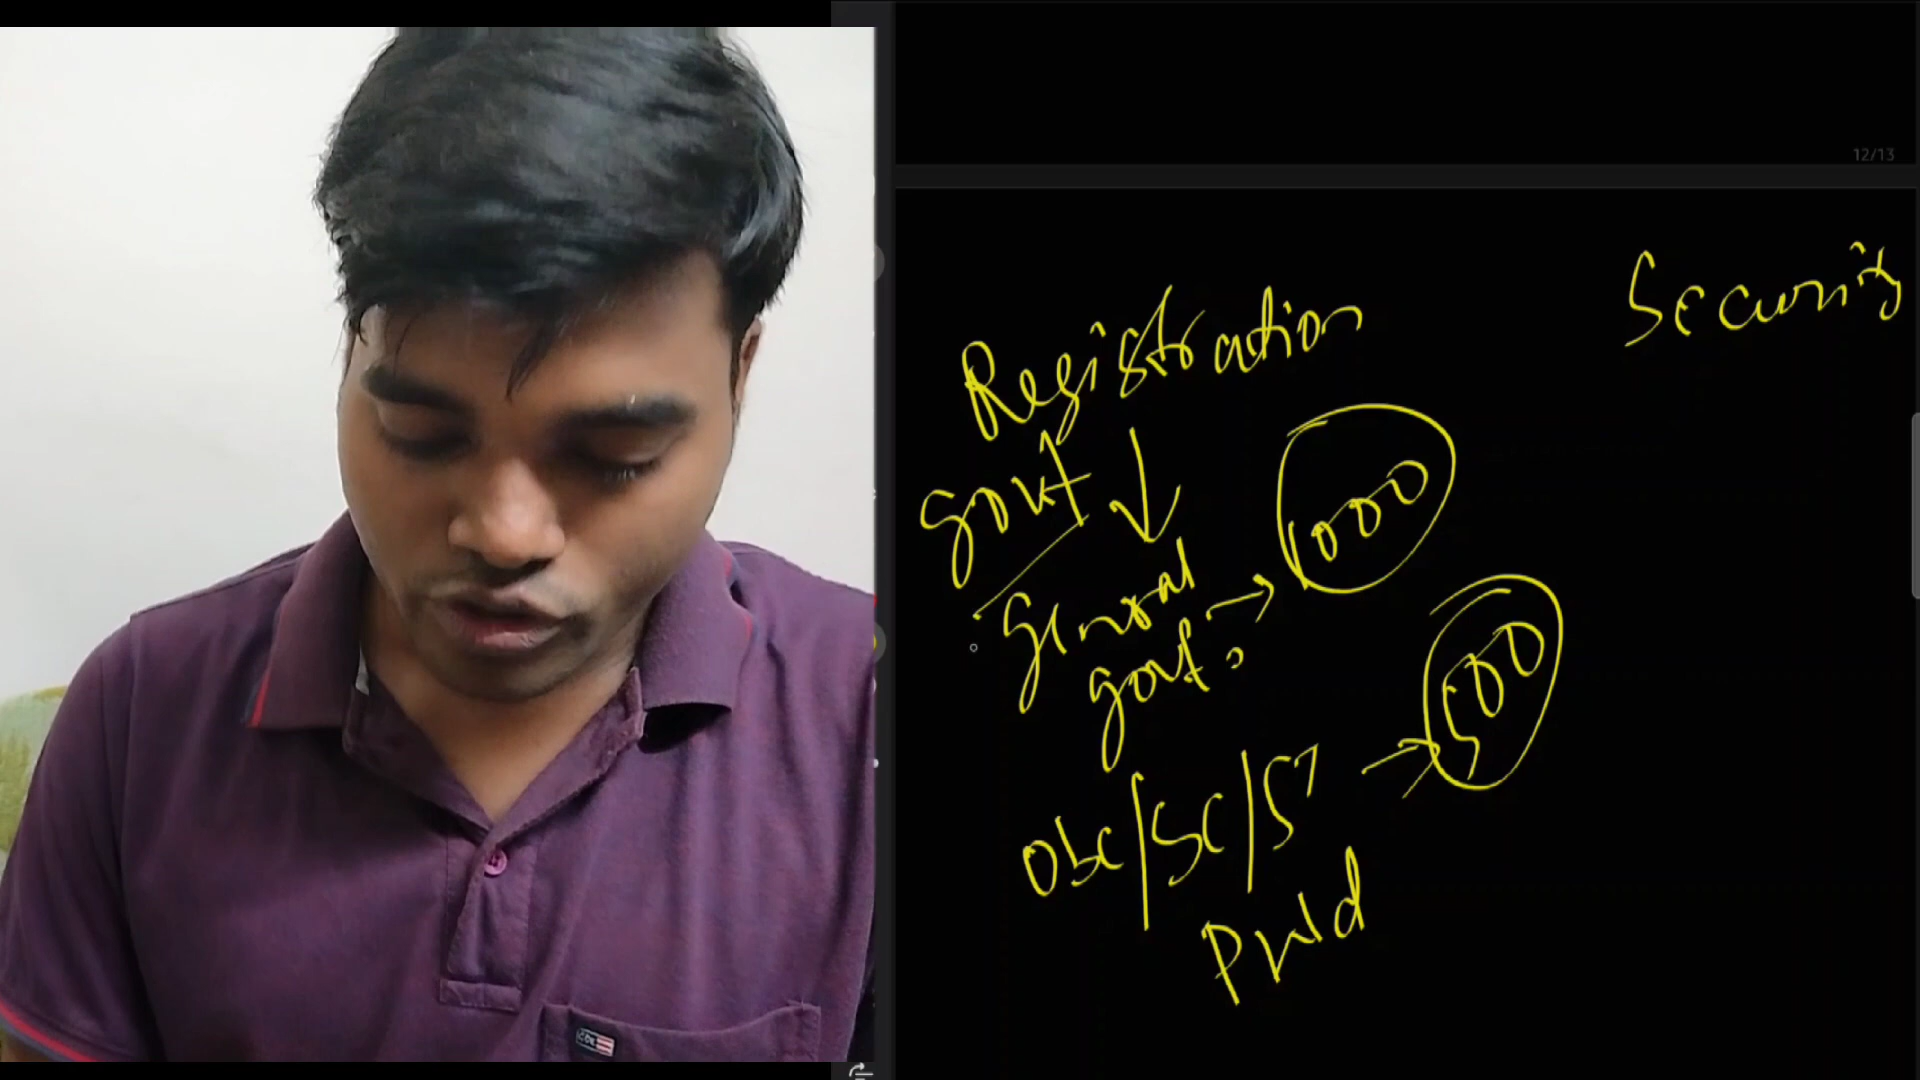 12/13
Security
Registration
govt
1000
general
govt.
500
Obc/SC/ST
Pwd